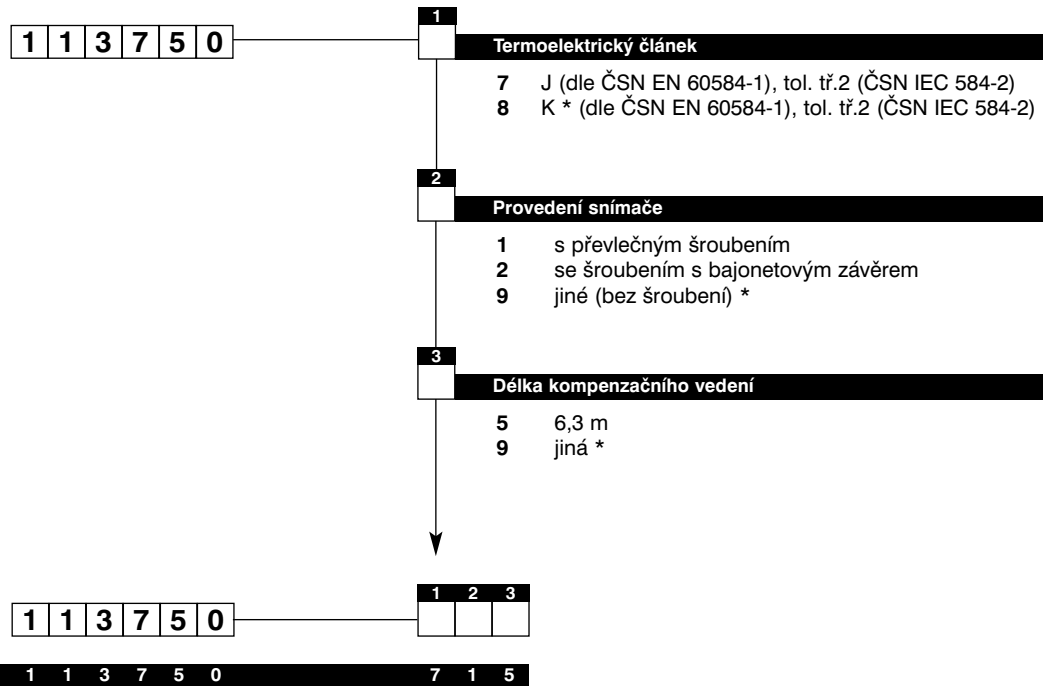 1
1 1 3 7 5 0
Termoelektrický článek
7 J (dle ČSN EN 60584-1), tol. tř.2 (ČSN IEC 584-2)
8 K * (dle ČSN EN 60584-1), tol. tř.2 (ČSN IEC 584-2)
2
Provedení snímače
1 s převlečným šroubením
2 se šroubením s bajonetovým závěrem
9 jiné (bez šroubení) *
3
Délka kompenzačního vedení
5 6,3 m
9 jiná *
1 2 3
1 1 3 7 5 0
1 1 3 7 5 0 7 1 5